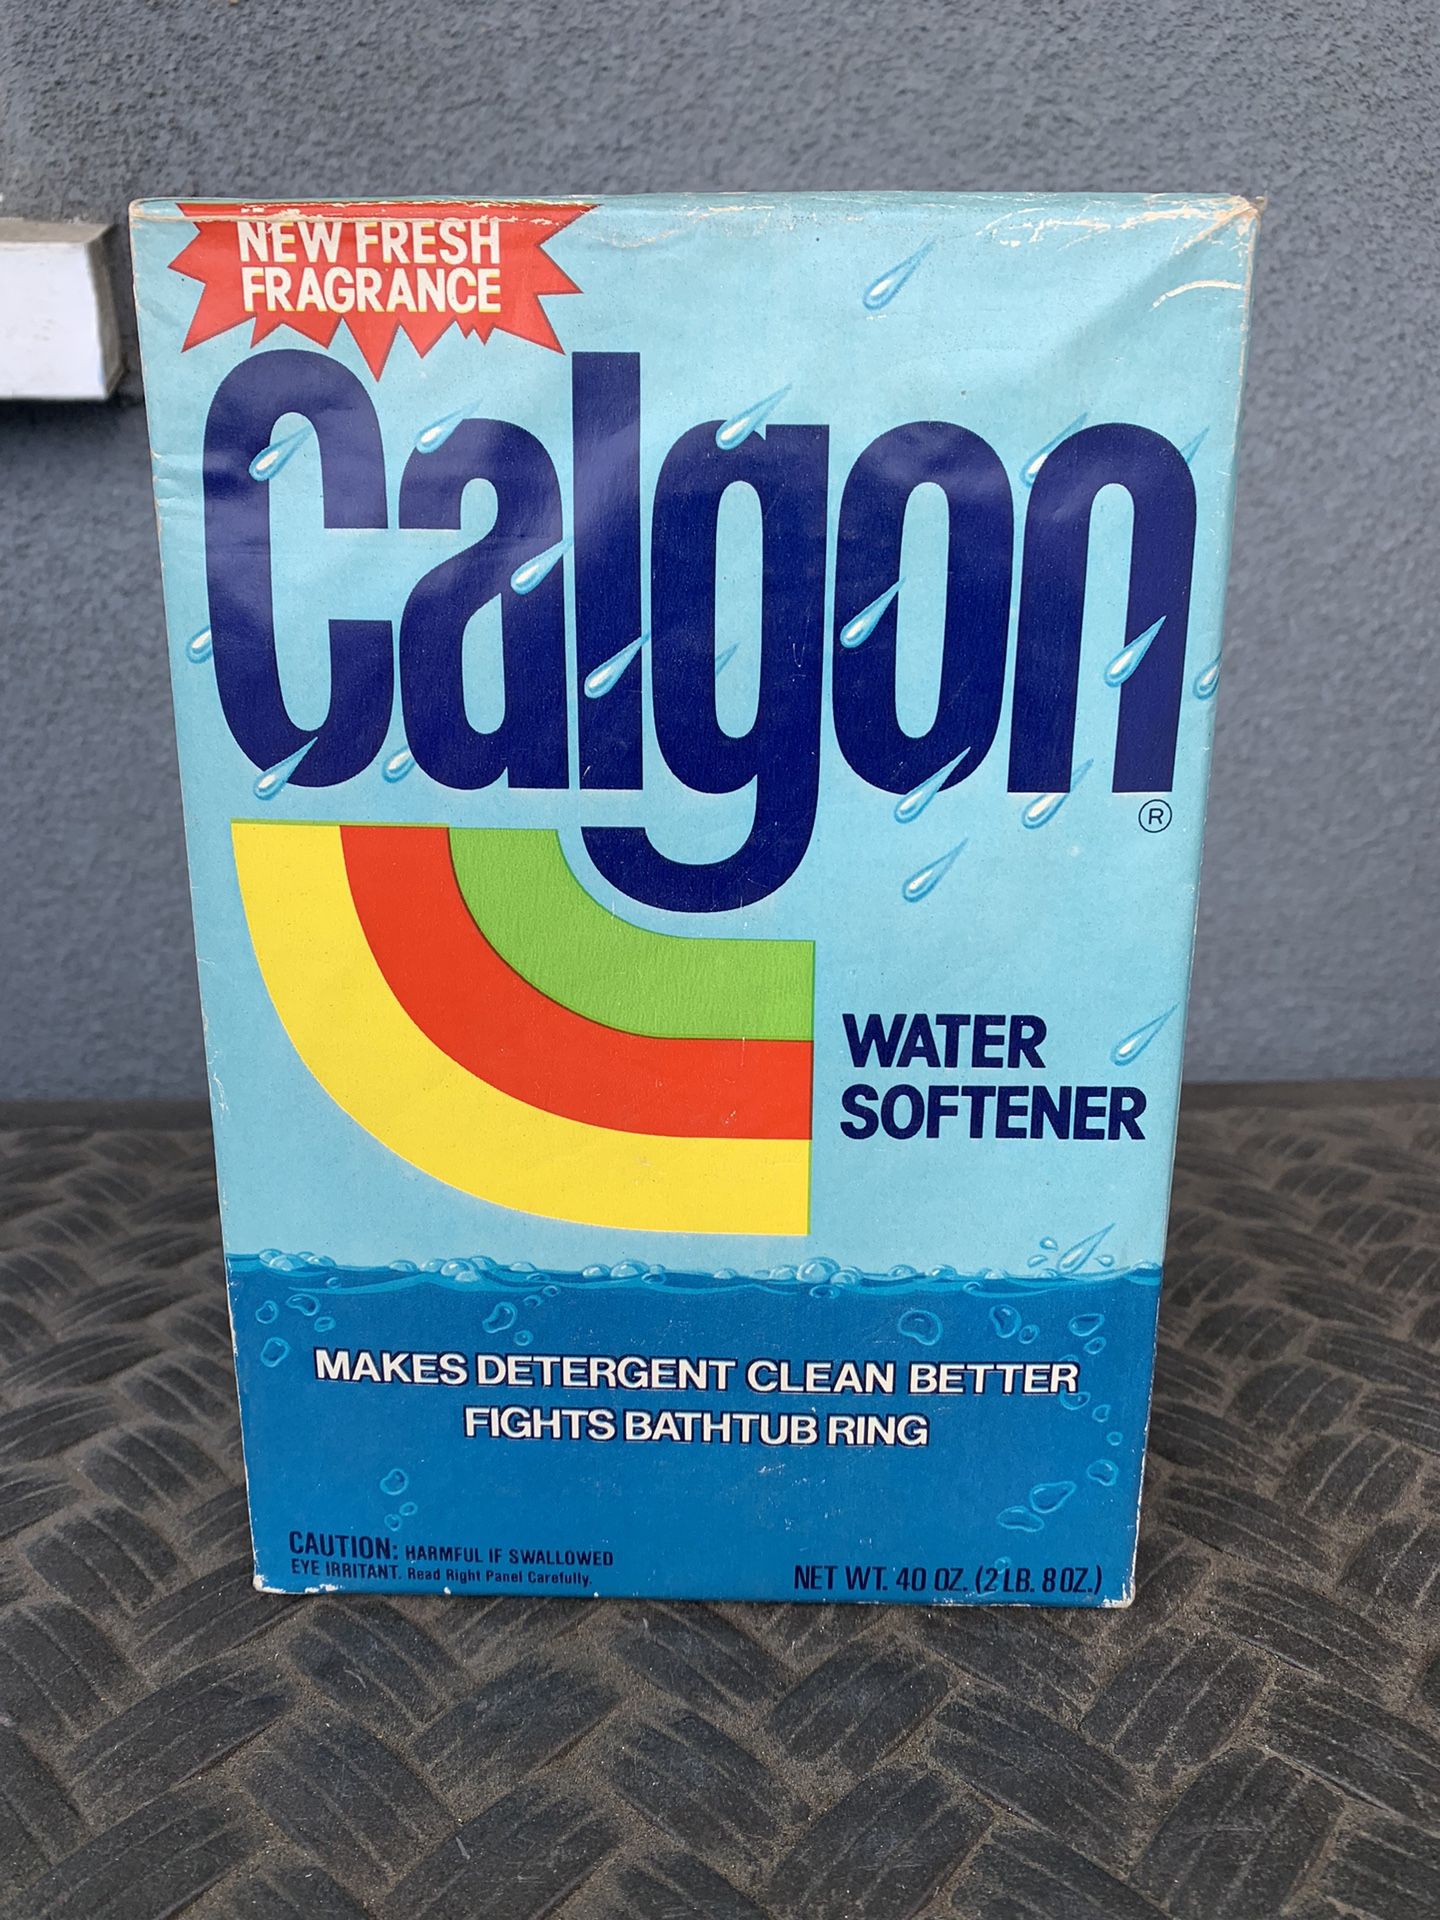 NEW FRESH
FRAGRANCE
Calgon®
WATER
SOFTENER
MAKES DETERGENT CLEAN BETTER
FIGHTS BATHTUB RING
CAUTION: HARMFUL IF SWALLOWED
EYE IRRITANT. Read Right Panel Carefully.
NET WT. 40 OZ. (2 LB. 8 OZ.)